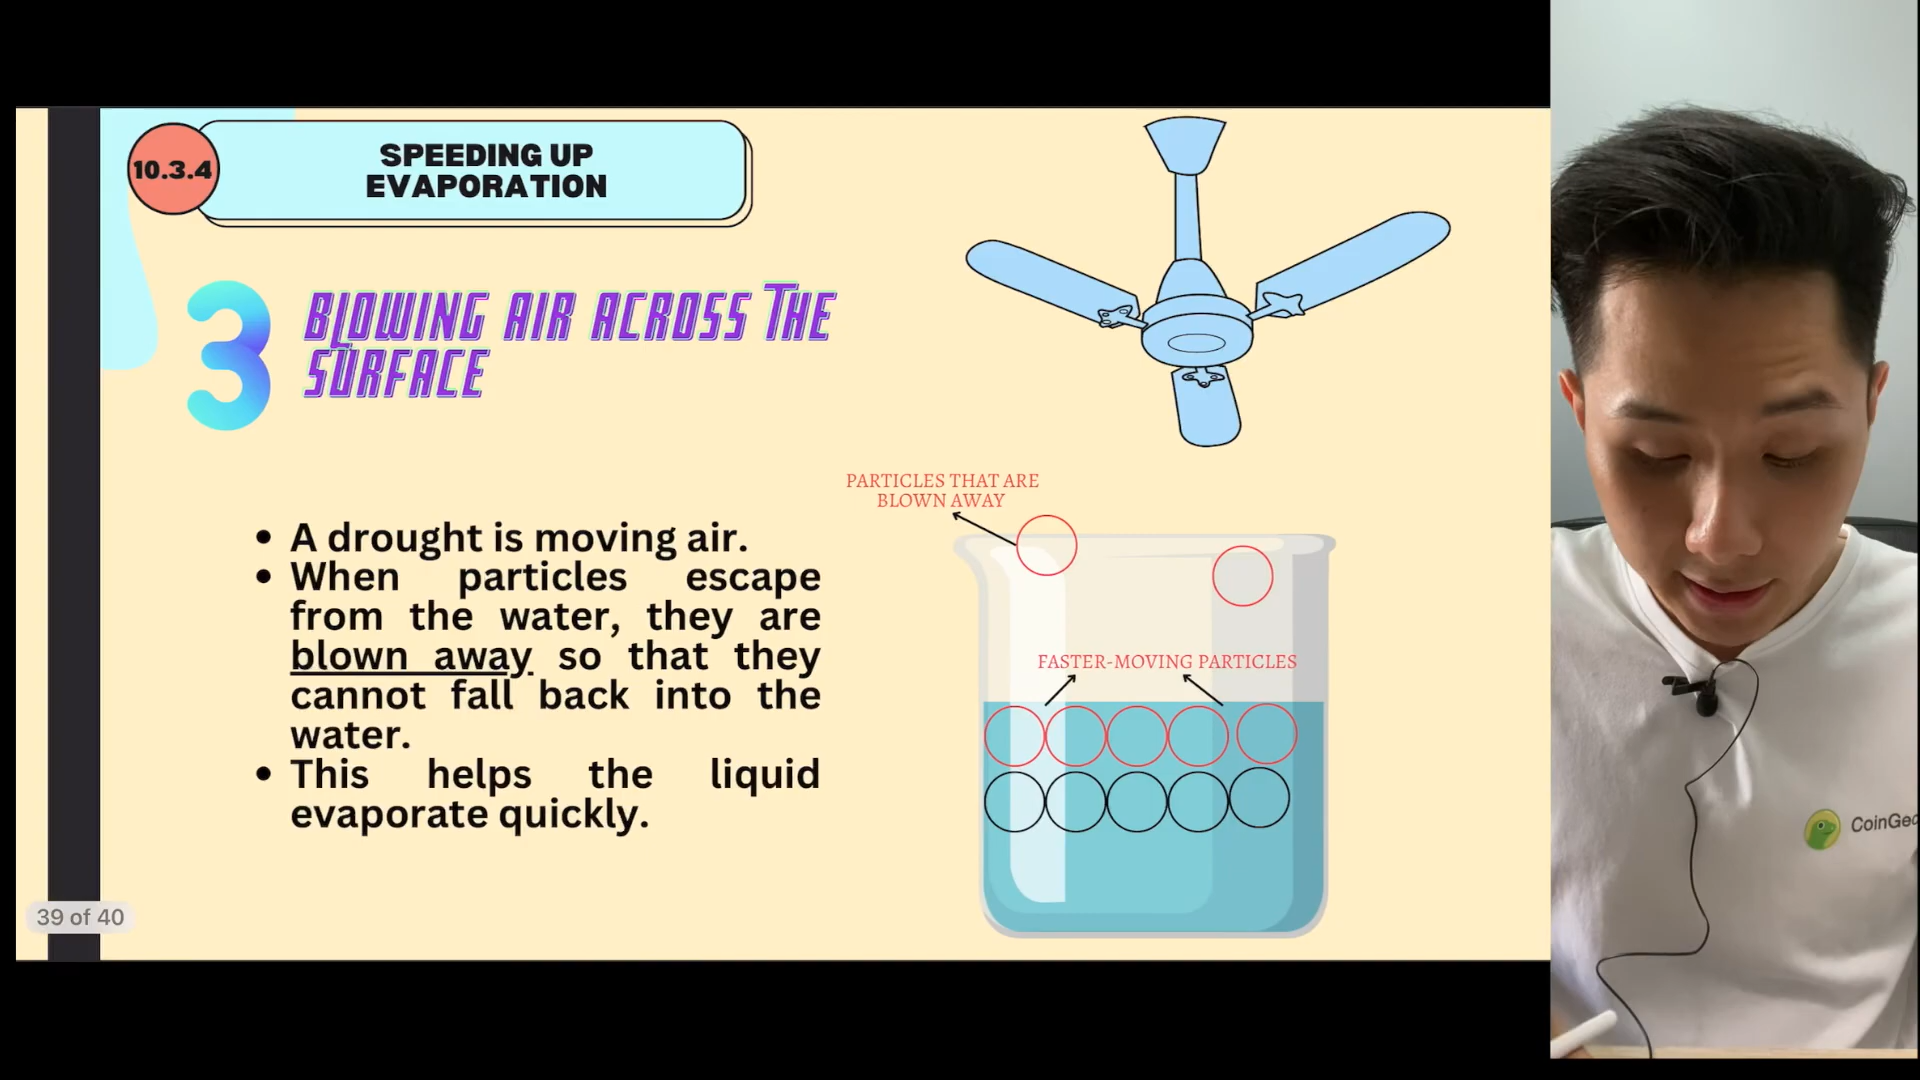 10.3.4
SPEEDING UP
EVAPORATION
3
BLOWING AIR ACROSS THE
SURFACE
PARTICLES THAT ARE
BLOWN AWAY
• A drought is moving air.
• When particles escape
from the water, they are
blown away so that they
cannot fall back into the
water.
• This helps the liquid
evaporate quickly.
FASTER-MOVING PARTICLES
39 of 40